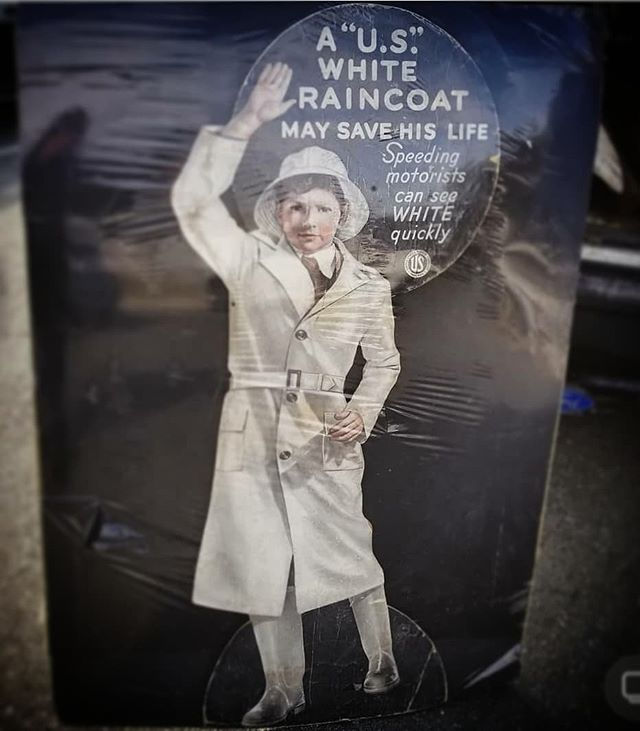 A "U.S."
WHITE
RAINCOAT
MAY SAVE HIS LIFE
Speeding
motorists
can see
WHITE
quickly
US